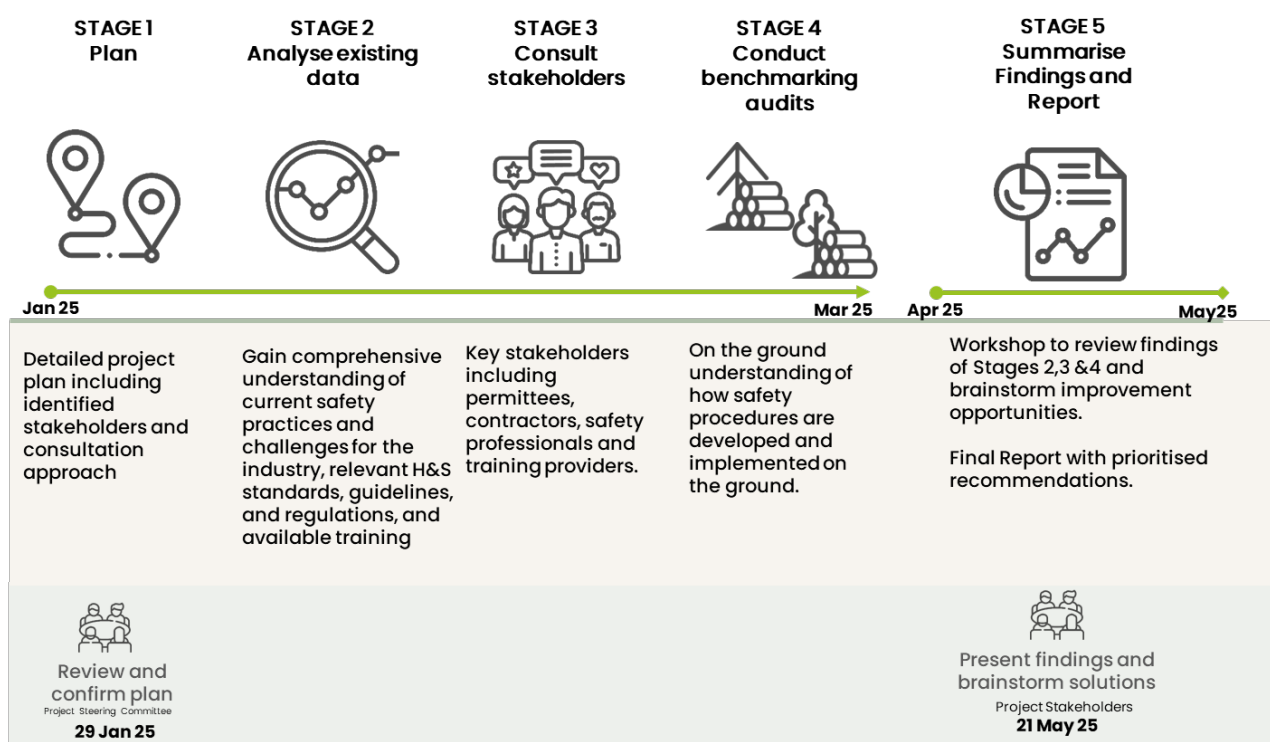 STAGE 1
Plan
STAGE 2
Analyse existing
data
STAGE 3
Consult
stakeholders
STAGE 4
Conduct
benchmarking
audits
STAGE 5
Summarise
Findings and
Report
Jan 25
Mar 25
Apr 25
May25
Detailed project
plan including
identified
stakeholders and
consultation
approach
Gain comprehensive
understanding of
current safety
practices and
challenges for the
industry, relevant H&S
standards, guidelines,
and regulations, and
available training
Key stakeholders
including
permittees,
contractors, safety
professionals and
training providers.
On the ground
understanding of
how safety
procedures are
developed and
implemented on
the ground.
Workshop to review findings
of Stages 2,3 &4 and
brainstorm improvement
opportunities.
Final Report with prioritised
recommendations.
Review and
confirm plan
Project Steering Committee
29 Jan 25
Present findings and
brainstorm solutions
Project Stakeholders
21 May 25